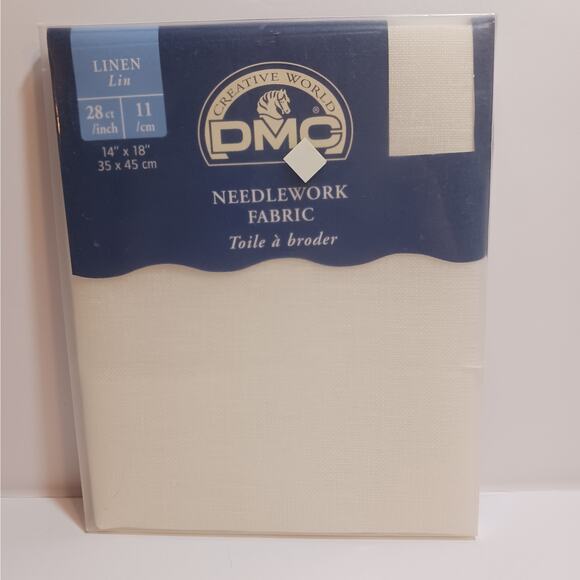 LINEN
Lin
28 ct /inch
11 /cm
14" x 18"
35 x 45 cm
CREATIVE WORLD
DMC®
NEEDLEWORK
FABRIC
Toile à broder